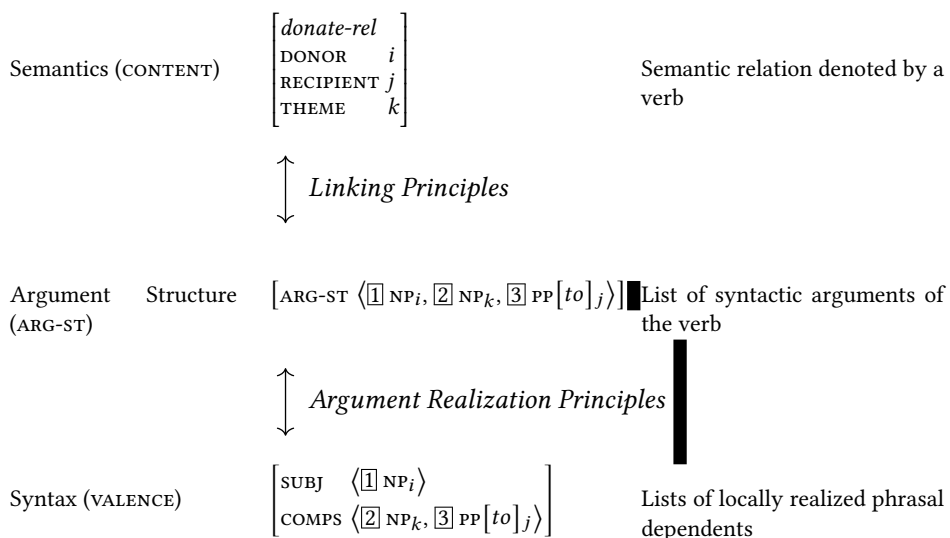 Semantics (CONTENT) [donate-rel DONOR i RECIPIENT j THEME k] Semantic relation denoted by a verb
Linking Principles
Argument Structure (ARG-ST) [ARG-ST ⟨[1] NPi, [2] NPk, [3] PP[to]j⟩] List of syntactic arguments of the verb
Argument Realization Principles
Syntax (VALENCE) [SUBJ ⟨[1] NPi⟩ COMPS ⟨[2] NPk, [3] PP[to]j⟩] Lists of locally realized phrasal dependents